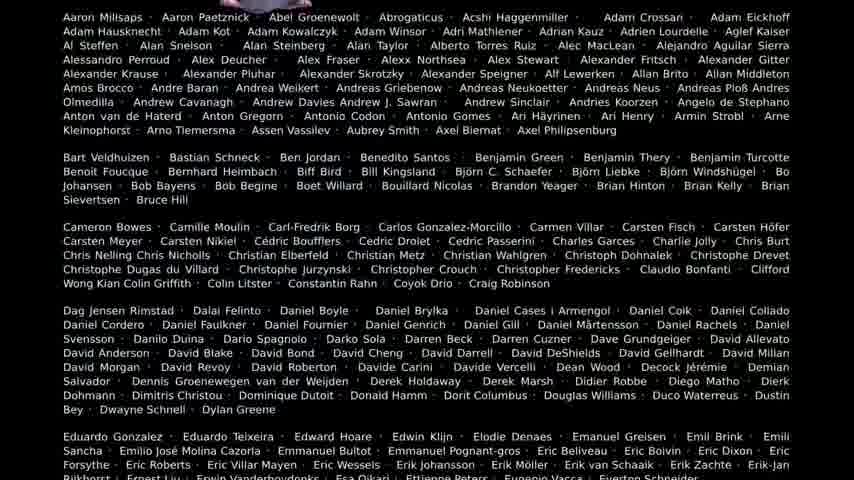 Aaron Millsaps · Aaron Paetznick · Abel Groenewolt · Abrogaticus · Acshi Haggenmiller · Adam Crossan · Adam Eickhoff
Adam Hausknecht · Adam Kot · Adam Kowalczyk · Adam Winsor · Adri Mathlener · Adrian Kauz · Adrien Lourdelle · Aglef Kaiser
Al Steffen · Alan Snelson · Alan Steinberg · Alan Taylor · Alberto Torres Ruiz · Alec MacLean · Alejandro Aguilar Sierra
Alessandro Perroud · Alex Deucher · Alex Fraser · Alexx Northsea · Alex Stewart · Alexander Fritsch · Alexander Gitter
Alexander Krause · Alexander Pluhar · Alexander Skrotzky · Alexander Speigner · Alf Lewerken · Allan Brito · Allan Middleton
Amos Brocco · Andre Baran · Andrea Weikert · Andreas Griebenow · Andreas Neukoetter · Andreas Neus · Andreas Ploß Andres
Olmedilla · Andrew Cavanagh · Andrew Davies Andrew J. Sawran · Andrew Sinclair · Andries Koorzen · Angelo de Stephano
Anton van de Haterd · Anton Gregorn · Antonio Codon · Antonio Gomes · Ari Häyrinen · Ari Henry · Armin Strobl · Arne
Kleinophorst · Arno Tiemersma · Assen Vassilev · Aubrey Smith · Axel Biernat · Axel Philipsenburg
Bart Veldhuizen · Bastian Schneck · Ben Jordan · Benedito Santos · Benjamin Green · Benjamin Thery · Benjamin Turcotte
Benoit Foucque · Bernhard Heimbach · Biff Bird · Bill Kingsland · Björn C. Schaefer · Björn Liebke · Björn Windshügel · Bo
Johansen · Bob Bayens · Bob Begine · Boet Willard · Bouillard Nicolas · Brandon Yeager · Brian Hinton · Brian Kelly · Brian
Sievertsen · Bruce Hill
Cameron Bowes · Camille Moulin · Carl-Fredrik Borg · Carlos Gonzalez-Morcillo · Carmen Villar · Carsten Fisch · Carsten Höfer
Carsten Meyer · Carsten Nikiel · Cédric Boufflers · Cedric Drolet · Cedric Passerini · Charles Garces · Charlie Jolly · Chris Burt
Chris Nelling Chris Nicholls · Christian Elberfeld · Christian Metz · Christian Wahlgren · Christoph Dohnalek · Christophe Drevet
Christophe Dugas du Villard · Christophe Jurzynski · Christopher Crouch · Christopher Fredericks · Claudio Bonfanti · Clifford
Wong Kian Colin Griffith · Colin Litster · Constantin Rahn · Coyok Drio · Craig Robinson
Dag Jensen Rimstad · Dalai Felinto · Daniel Boyle · Daniel Brylka · Daniel Cases i Armengol · Daniel Coik · Daniel Collado
Daniel Cordero · Daniel Faulkner · Daniel Fournier · Daniel Genrich · Daniel Gill · Daniel Mårtensson · Daniel Rachels · Daniel
Svensson · Danilo Duina · Dario Spagnolo · Darko Sola · Darren Beck · Darren Cuzner · Dave Grundgeiger · David Allevato
David Anderson · David Blake · David Bond · David Cheng · David Darrell · David DeShields · David Gellhardt · David Millan
David Morgan · David Revoy · David Roberton · Davide Carini · Davide Vercelli · Dean Wood · Decock Jérémie · Demian
Salvador · Dennis Groenewegen van der Weijden · Derek Holdaway · Derek Marsh · Didier Robbe · Diego Matho · Dierk
Dohmann · Dimitris Christou · Dominique Dutoit · Donald Hamm · Dorit Columbus · Douglas Williams · Duco Waterreus · Dustin
Bey · Dwayne Schnell · Dylan Greene
Eduardo Gonzalez · Eduardo Teixeira · Edward Hoare · Edwin Klijn · Elodie Denaes · Emanuel Greisen · Emil Brink · Emili
Sancha · Emilio José Molina Cazorla · Emmanuel Bultot · Emmanuel Pognant-gros · Eric Beliveau · Eric Boivin · Eric Dixon · Eric
Forsythe · Eric Roberts · Eric Villar Mayen · Eric Wessels · Erik Johansson · Erik Möller · Erik van Schaaik · Erik Zachte · Erik-Jan